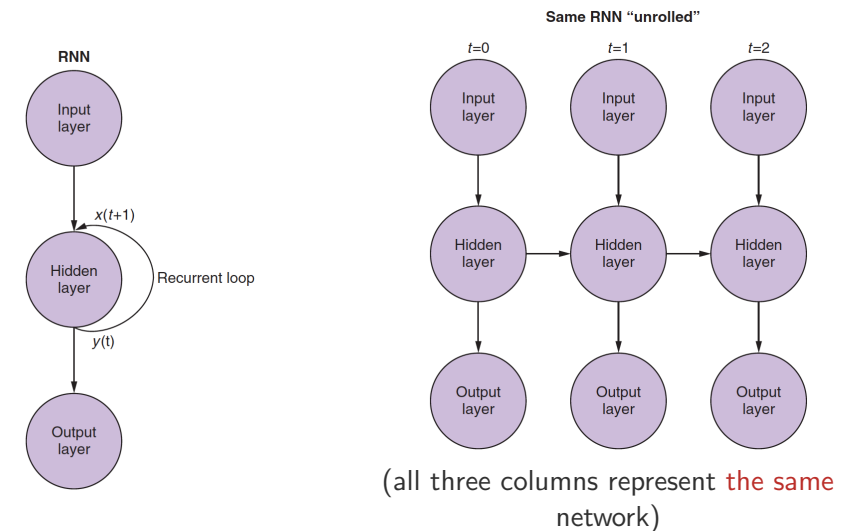 RNN
Input
layer
x(t+1)
Hidden
layer
Recurrent loop
y(t)
Output
layer
Same RNN “unrolled”
t=0 t=1 t=2
Input
layer
Input
layer
Input
layer
Hidden
layer
Hidden
layer
Hidden
layer
Output
layer
Output
layer
Output
layer
(all three columns represent the same
network)